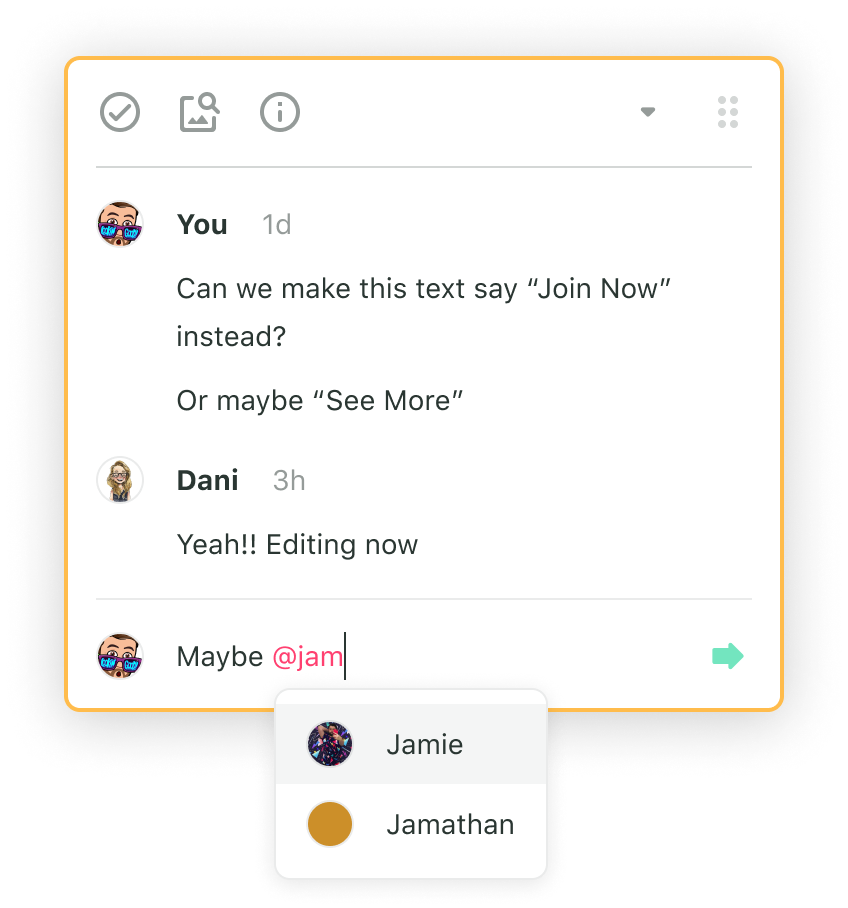 You 1d
Can we make this text say “Join Now”
instead?
Or maybe “See More”
Dani 3h
Yeah!! Editing now
Maybe @jam
Jamie
Jamathan